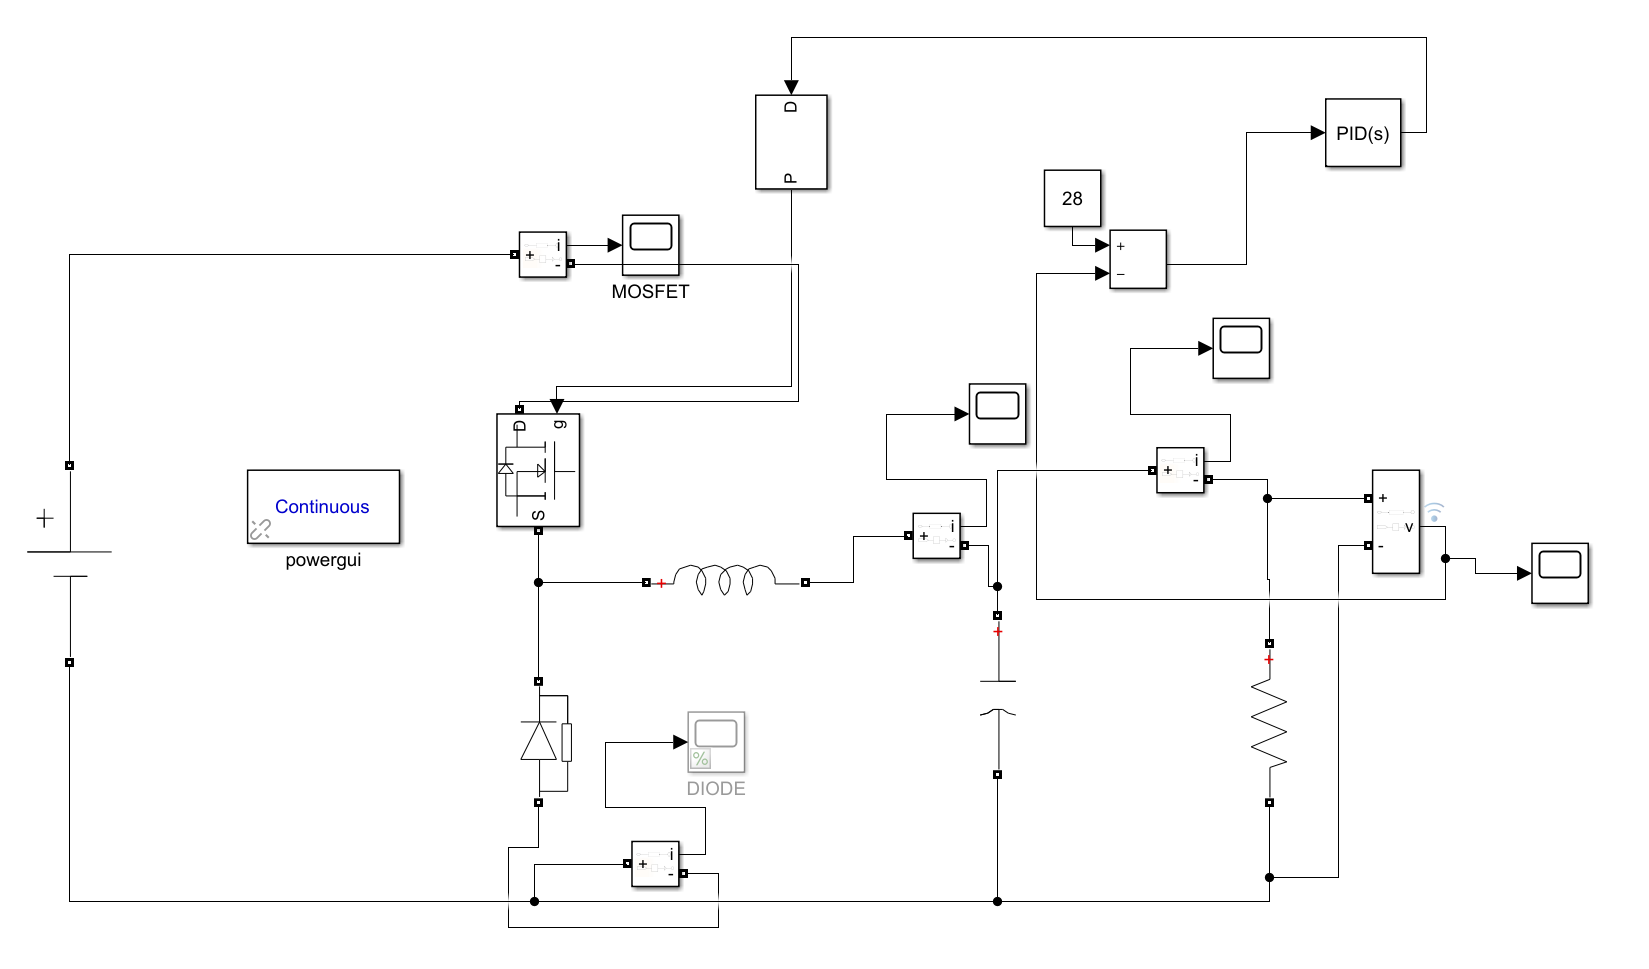 D
P
PID(s)
28
+
−
i
+
-
MOSFET
D
g
S
Continuous
powergui
+
i
+
-
i
+
-
+
v
-
+
+
+
%
DIODE
i
+
-